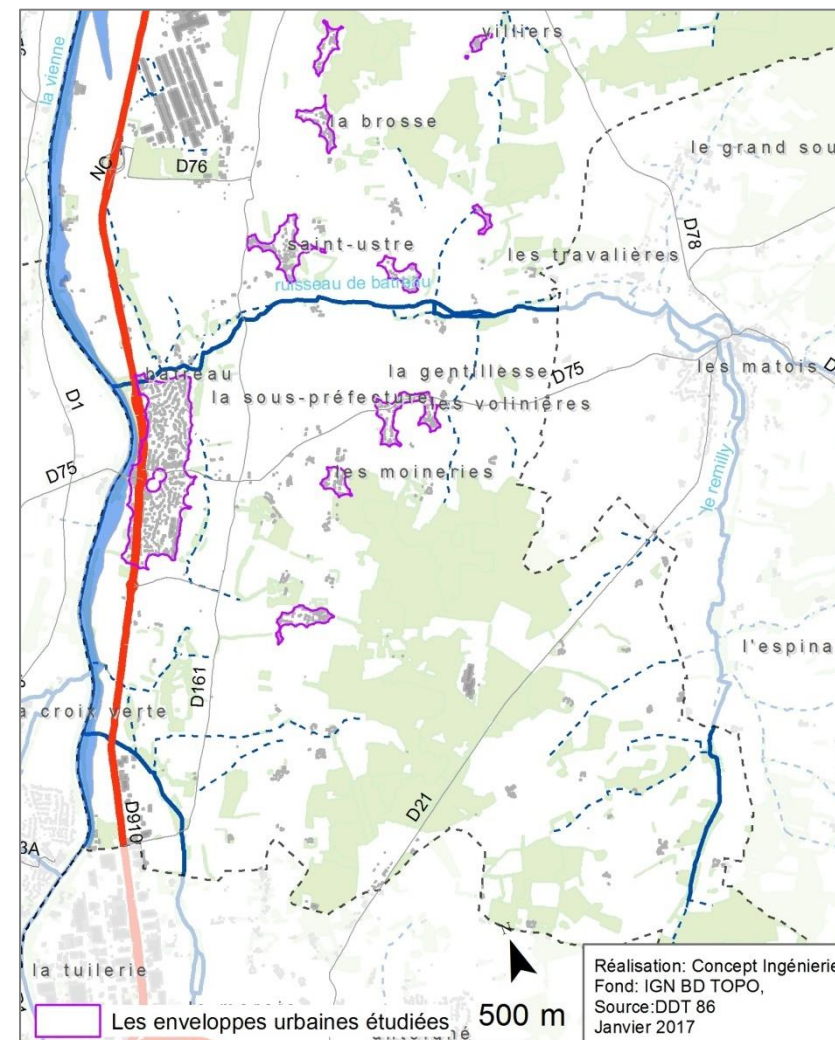 villiers
la vienne
la brosse
le grand sou
NC
D76
D78
saint-ustre
les travalières
ruisseau de batreau
batreau
la gentillesse
D75
les matois
D1
la sous-préfecture
les volinières
D75
les moineries
le remilly
l'espina
D161
a croix verte
D21
D910
3A
N
la tuilerie
Les enveloppes urbaines étudiées
500 m
Réalisation: Concept Ingénierie
Fond: IGN BD TOPO,
Source:DDT 86
Janvier 2017